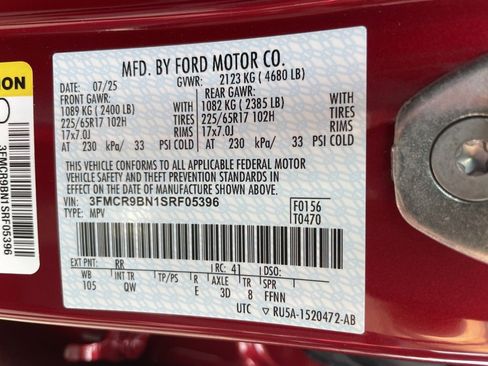 MFD. BY FORD MOTOR CO.
DATE: 07/25 GVWR: 2123 KG ( 4680 LB)
FRONT GAWR: REAR GAWR:
1089 KG ( 2400 LB) WITH 1082 KG ( 2385 LB) WITH
225/65R17 102H TIRES 225/65R17 102H TIRES
17x7.0J RIMS 17x7.0J RIMS
AT 230 kPa/ 33 PSI COLD AT 230 kPa/ 33 PSI COLD
THIS VEHICLE CONFORMS TO ALL APPLICABLE FEDERAL MOTOR
VEHICLE SAFETY AND THEFT PREVENTION STANDARDS IN EFFECT ON
THE DATE OF MANUFACTURE SHOWN ABOVE.
VIN: 3FMCR9BN1SRF05396 F0156
TYPE: MPV T0470
EXT PNT: RR RC: 41 DSO:
WB INT TR TP/PS R AXLE TR SPR
105 QW E 3D 8 FFNN
UTC RU5A-1520472-AB
3FMCR9BN1SRF05396